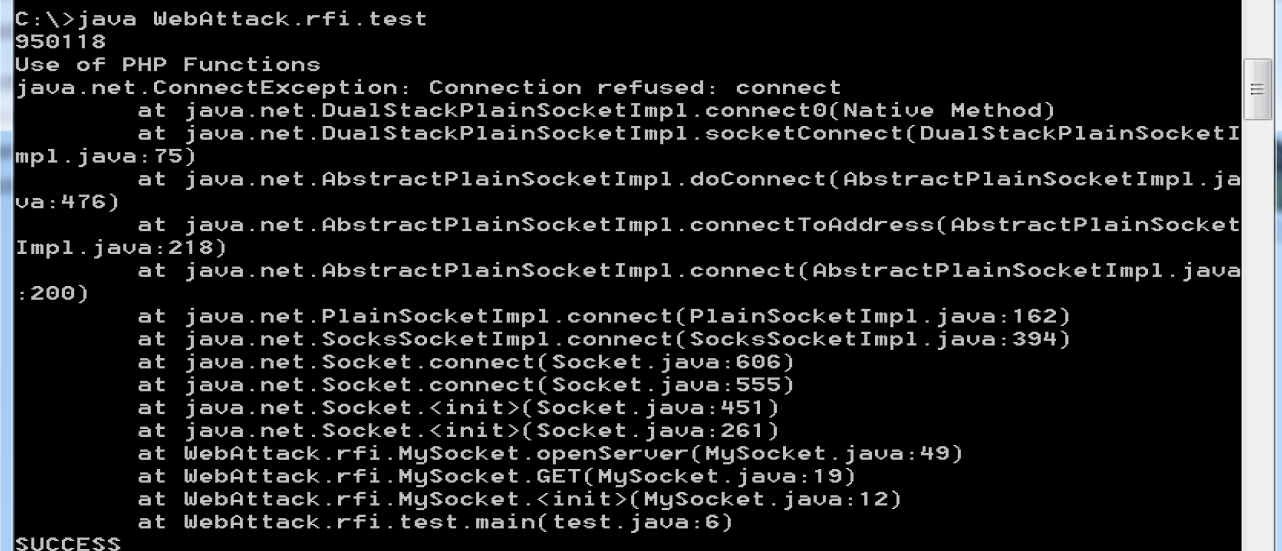 C:\>java WebAttack.rfi.test
950118
Use of PHP Functions
java.net.ConnectException: Connection refused: connect
        at java.net.DualStackPlainSocketImpl.connect0(Native Method)
        at java.net.DualStackPlainSocketImpl.socketConnect(DualStackPlainSocketI
mpl.java:75)
        at java.net.AbstractPlainSocketImpl.doConnect(AbstractPlainSocketImpl.ja
va:476)
        at java.net.AbstractPlainSocketImpl.connectToAddress(AbstractPlainSocket
Impl.java:218)
        at java.net.AbstractPlainSocketImpl.connect(AbstractPlainSocketImpl.java
:200)
        at java.net.PlainSocketImpl.connect(PlainSocketImpl.java:162)
        at java.net.SocksSocketImpl.connect(SocksSocketImpl.java:394)
        at java.net.Socket.connect(Socket.java:606)
        at java.net.Socket.connect(Socket.java:555)
        at java.net.Socket.<init>(Socket.java:451)
        at java.net.Socket.<init>(Socket.java:261)
        at WebAttack.rfi.MySocket.openServer(MySocket.java:49)
        at WebAttack.rfi.MySocket.GET(MySocket.java:19)
        at WebAttack.rfi.MySocket.<init>(MySocket.java:12)
        at WebAttack.rfi.test.main(test.java:6)
SUCCESS